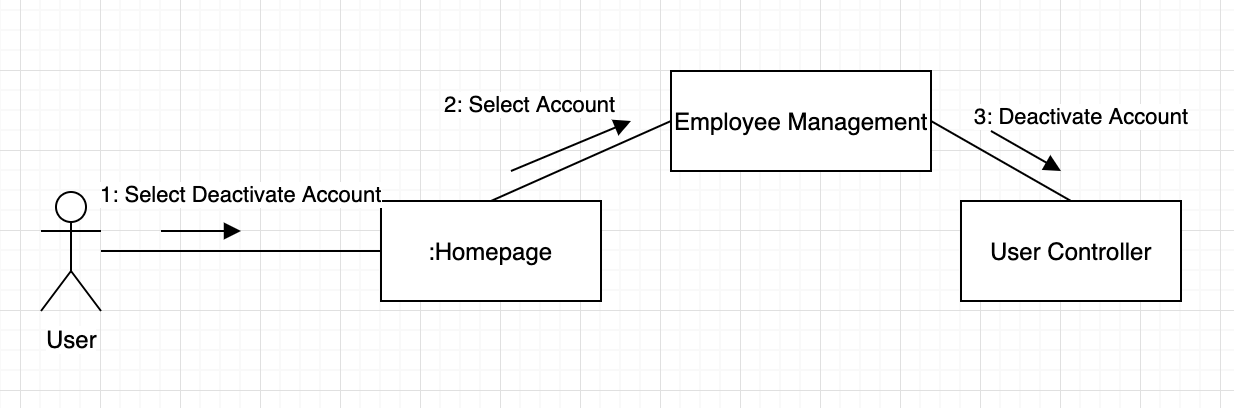 2: Select Account
Employee Management
3: Deactivate Account
1: Select Deactivate Account
:Homepage
User Controller
User